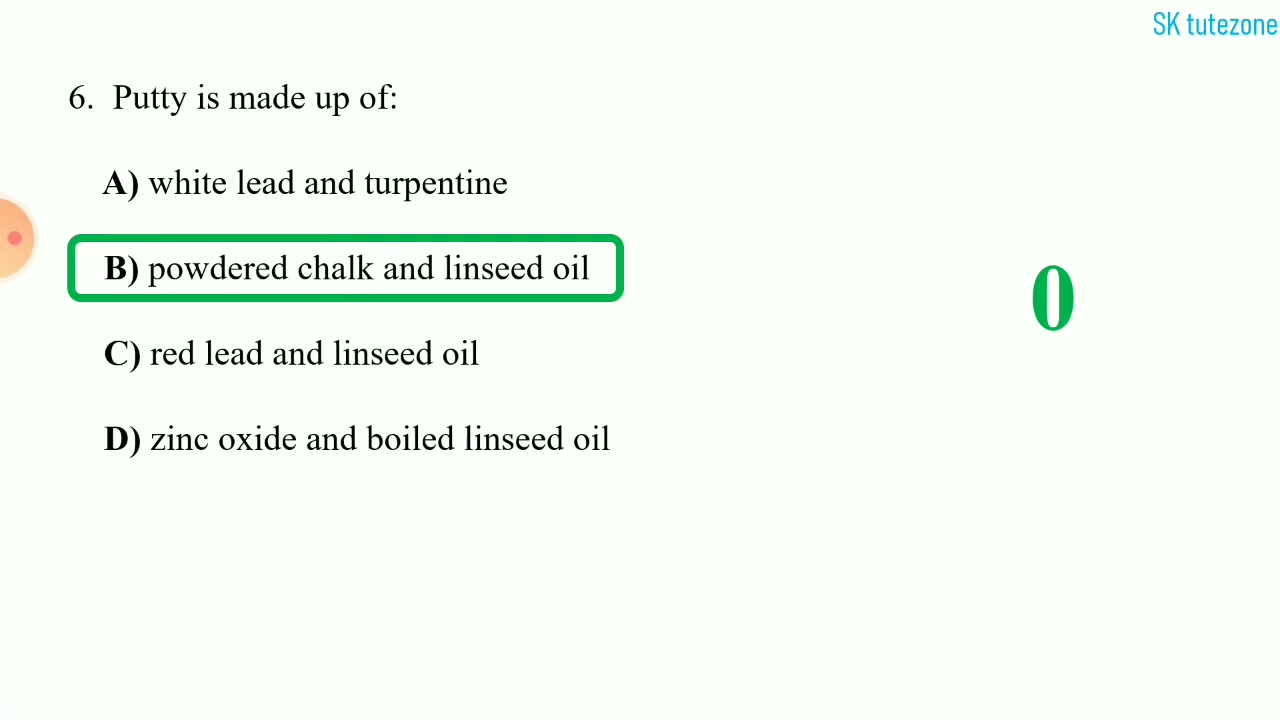 SK tutezone
6. Putty is made up of:
A) white lead and turpentine
B) powdered chalk and linseed oil
0
C) red lead and linseed oil
D) zinc oxide and boiled linseed oil